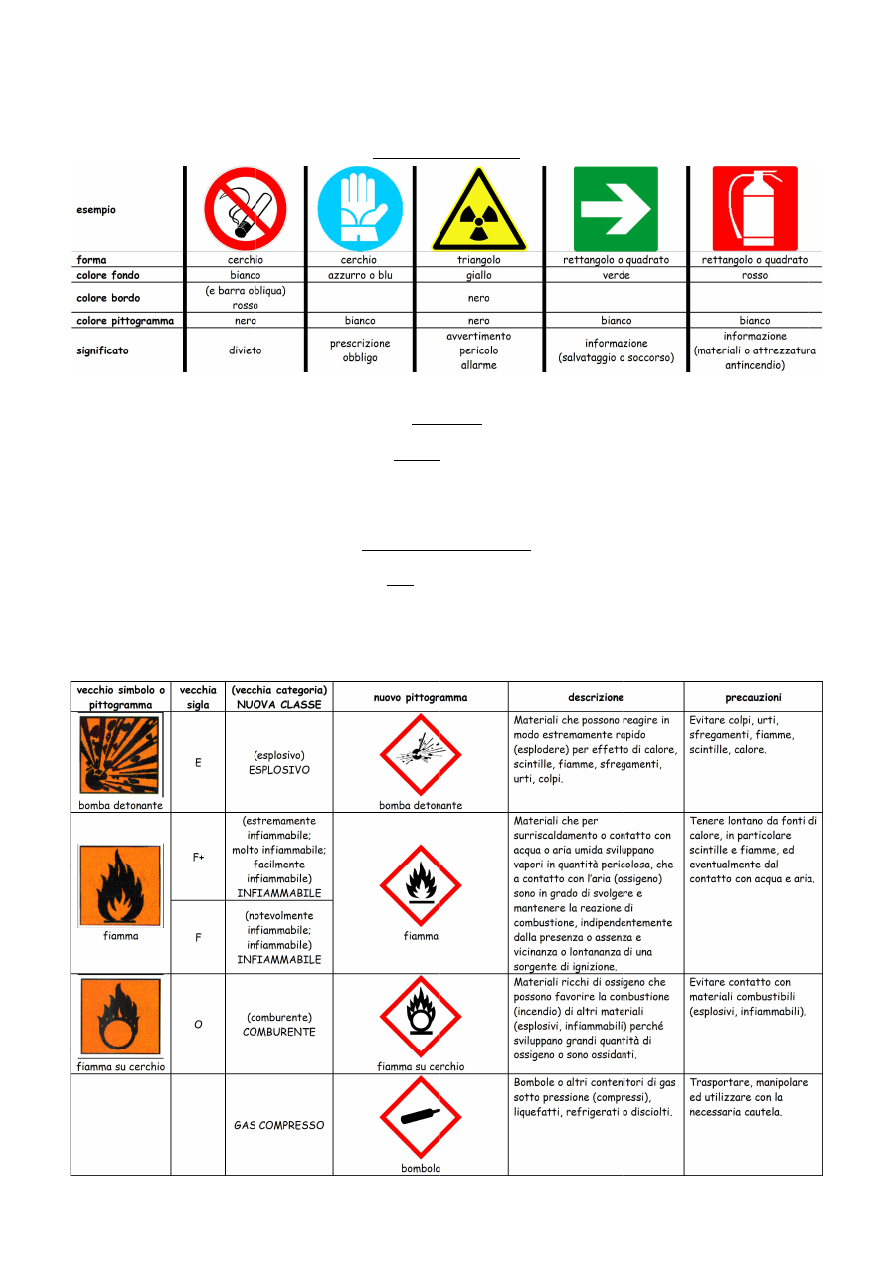 esempio
forma cerchio cerchio triangolo rettangolo o quadrato rettangolo o quadrato
colore fondo bianco azzurro o blu giallo verde rosso
colore bordo (e barra obliqua) rosso nero
colore pittogramma nero bianco nero bianco bianco
significato divieto prescrizione obbligo avvertimento pericolo allarme informazione (salvataggio o soccorso) informazione (materiali o attrezzatura antincendio)
vecchio simbolo o pittogramma
vecchia sigla
(vecchia categoria) NUOVA CLASSE
nuovo pittogramma
descrizione
precauzioni
bomba detonante
E
(esplosivo)
ESPLOSIVO
bomba detonante
Materiali che possono reagire in
modo estremamente rapido
(esplodere) per effetto di calore,
scintille, fiamme, sfregamenti,
urti, colpi.
Evitare colpi, urti,
sfregamenti, fiamme,
scintille, calore.
fiamma
F+
(estremamente
infiammabile;
molto infiammabile;
facilmente
infiammabile)
INFIAMMABILE
F
(notevolmente
infiammabile;
infiammabile)
INFIAMMABILE
fiamma
Materiali che per
surriscaldamento o contatto con
acqua o aria umida sviluppano
vapori in quantità pericolosa, che
a contatto con l'aria (ossigeno)
sono in grado di svolgere e
mantenere la reazione di
combustione, indipendentemente
dalla presenza o assenza e
vicinanza o lontananza di una
sorgente di ignizione.
Tenere lontano da fonti di
calore, in particolare
scintille e fiamme, ed
eventualmente dal
contatto con acqua e aria.
fiamma su cerchio
O
(comburente)
COMBURENTE
fiamma su cerchio
Materiali ricchi di ossigeno che
possono favorire la combustione
(incendio) di altri materiali
(esplosivi, infiammabili) perché
sviluppano grandi quantità di
ossigeno o sono ossidanti.
Evitare contatto con
materiali combustibili
(esplosivi, infiammabili).
GAS COMPRESSO
bombola
Bombole o altri contenitori di gas
sotto pressione (compressi),
liquefatti, refrigerati o disciolti.
Trasportare, manipolare
ed utilizzare con la
necessaria cautela.